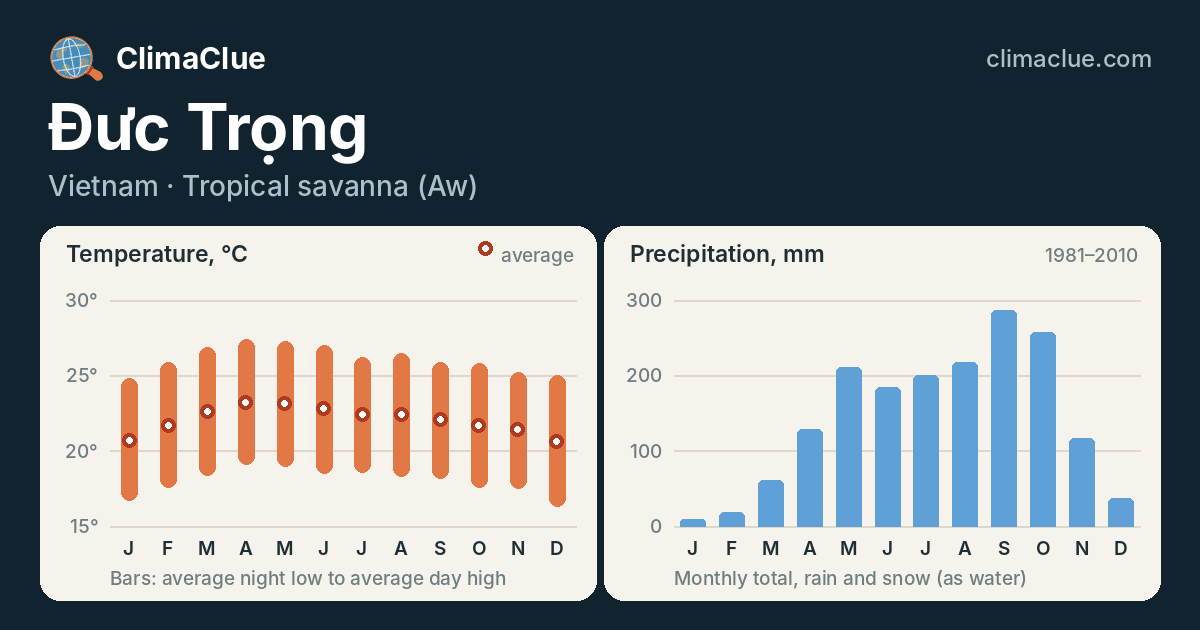 ClimaClue
climaclue.com
Đưc Trọng
Vietnam · Tropical savanna (Aw)
Temperature, °C
average
30°
25°
20°
15°
J F M A M J J A S O N D
Bars: average night low to average day high
Precipitation, mm
1981–2010
300
200
100
0
J F M A M J J A S O N D
Monthly total, rain and snow (as water)